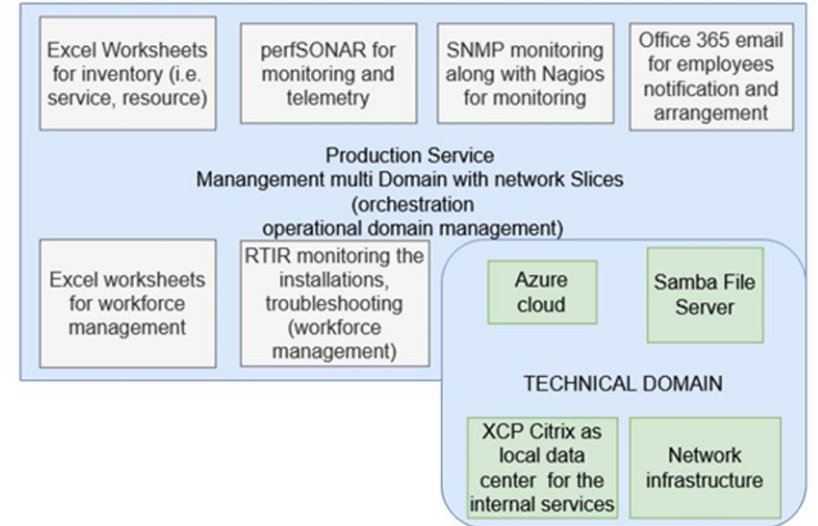 Excel Worksheets
for inventory (i.e.
service, resource)
perfSONAR for
monitoring and
telemetry
SNMP monitoring
along with Nagios
for monitoring
Office 365 email
for employees
notification and
arrangement
Production Service
Manangement multi Domain with network Slices
(orchestration
operational domain management)
Excel worksheets
for workforce
management
RTIR monitoring the
installations,
troubleshooting
(workforce
management)
Azure
cloud
Samba File
Server
TECHNICAL DOMAIN
XCP Citrix as
local data
center for the
internal services
Network
infrastructure